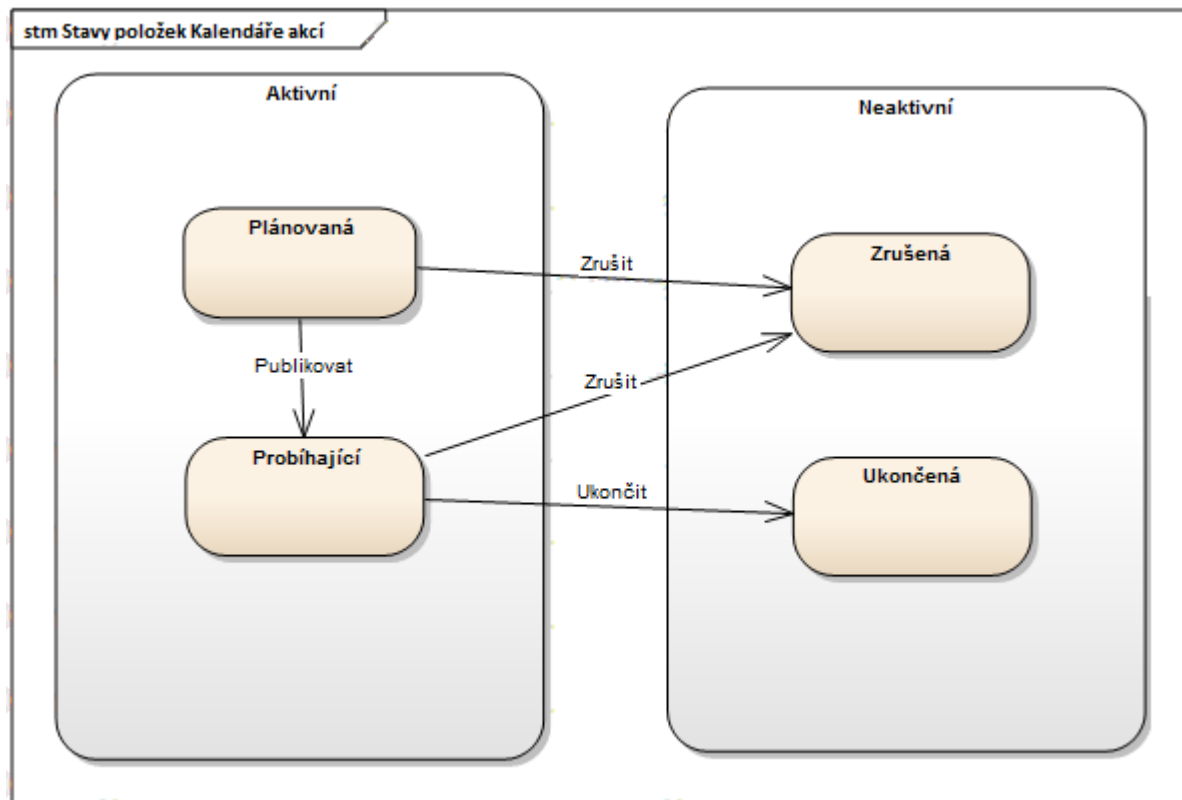 stm Stavy položek Kalendáře akcí
Aktivní
Neaktivní
Plánovaná
Zrušit
Zrušená
Publikovat
Zrušit
Probíhající
Ukončit
Ukončená